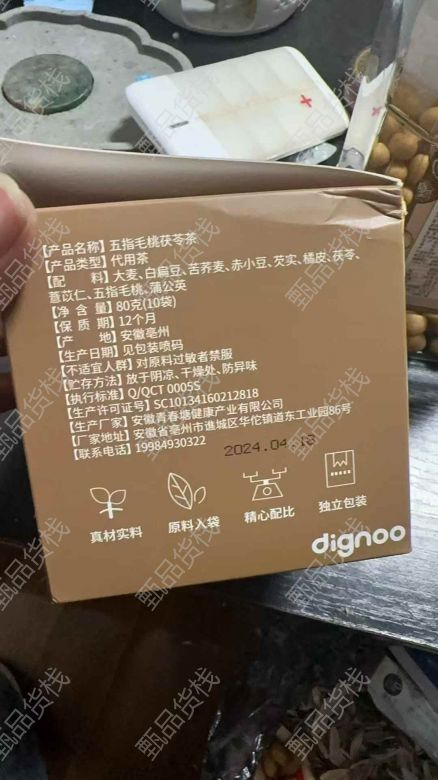 【产品名称】五指毛桃茯苓茶
【产品类型】代用茶
【配 料】大麦、白扁豆、苦荞麦、赤小豆、芡实、橘皮、茯苓、
薏苡仁、五指毛桃、蒲公英
【净 含 量】80克(10袋)
【保 质 期】12个月
【产 地】安徽亳州
【生产日期】见包装喷码
【不适宜人群】对原料过敏者禁服
【贮存方法】放于阴凉、干燥处、防异味
【执行标准】Q/QCT 0005S
【生产许可证号】SC10134160212818
【生产厂家】安徽青春塘健康产业有限公司
【厂家地址】安徽省亳州市谯城区华佗镇道东工业园86号
【联系电话】19984930322
2024.04.18
真材实料
原料入袋
精心配比
独立包装
dignoo
甄品货栈